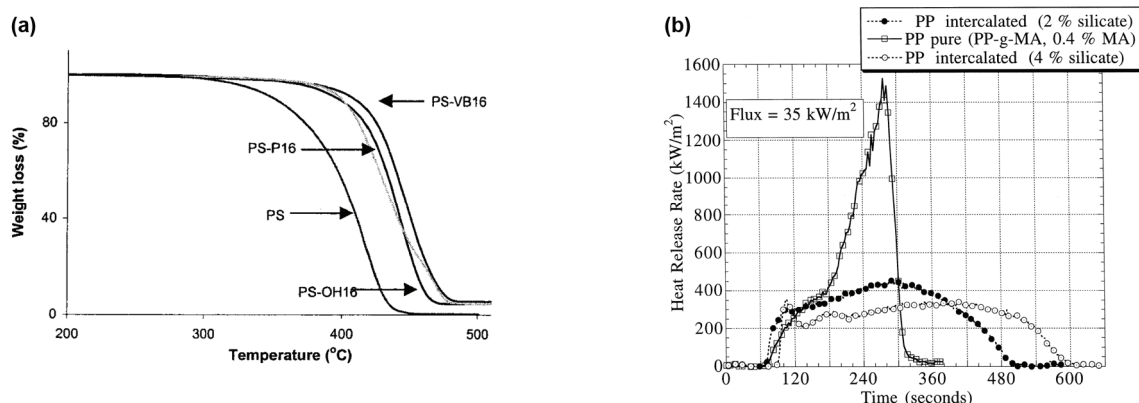 (a)
80
40
0
200
300
400
500
Weight loss (%)
Temperature (°C)
PS-VB16
PS-P16
PS
PS-OH16
(b)
PP intercalated (2 % silicate)
PP pure (PP-g-MA, 0.4 % MA)
PP intercalated (4 % silicate)
Flux = 35 kW/m²
Heat Release Rate (kW/m²)
1600
1400
1200
1000
800
600
400
200
0
0
120
240
360
480
600
Time (seconds)